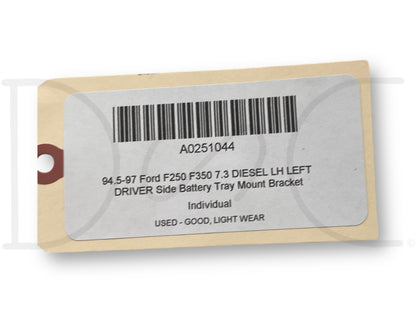 A0251044
94.5-97 Ford F250 F350 7.3 DIESEL LH LEFT
DRIVER Side Battery Tray Mount Bracket
Individual
USED - GOOD, LIGHT WEAR